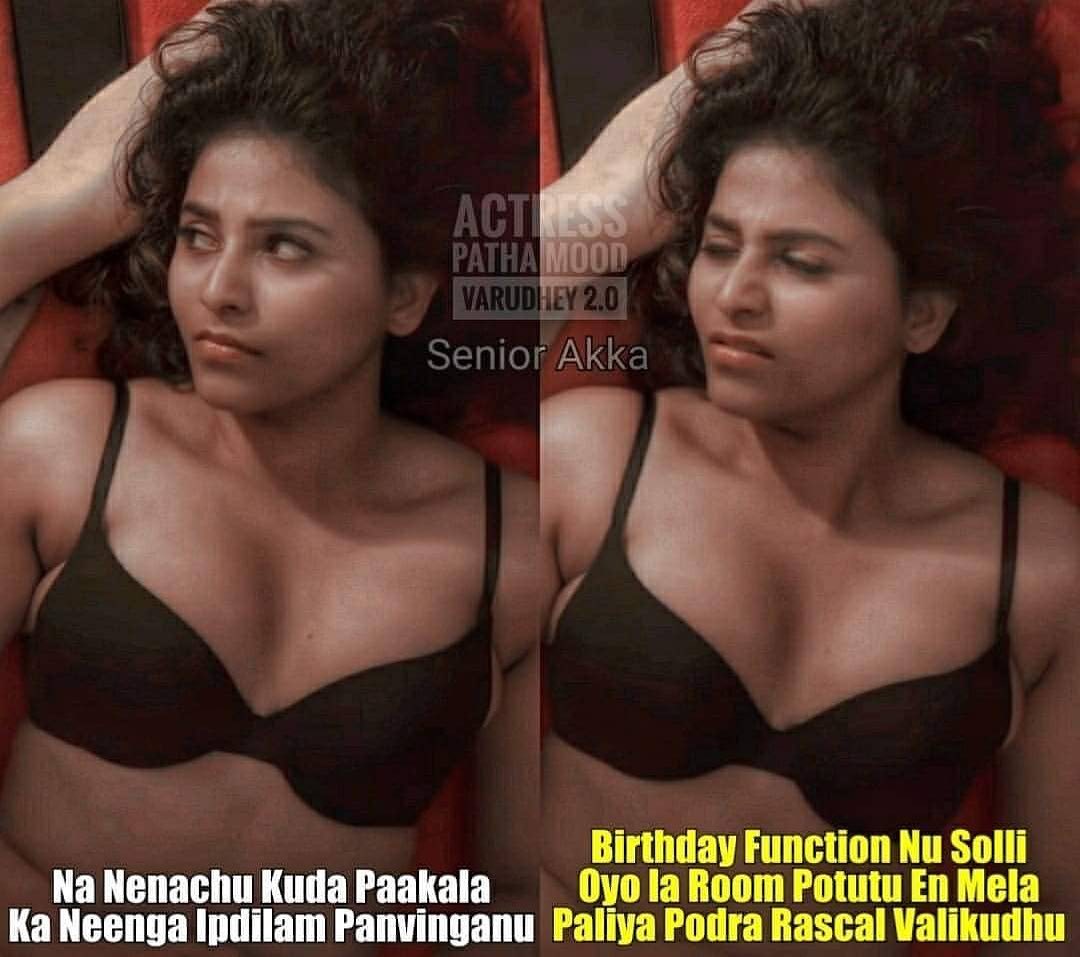 ACTRESS
PATHA MOOD
VARUDHEY 2.0
Senior Akka
Na Nenachu Kuda Paakala
Ka Neenga Ipdilam Panvinganu
Birthday Function Nu Solli
Oyo la Room Potutu En Mela
Paliya Podra Rascal Valikudhu